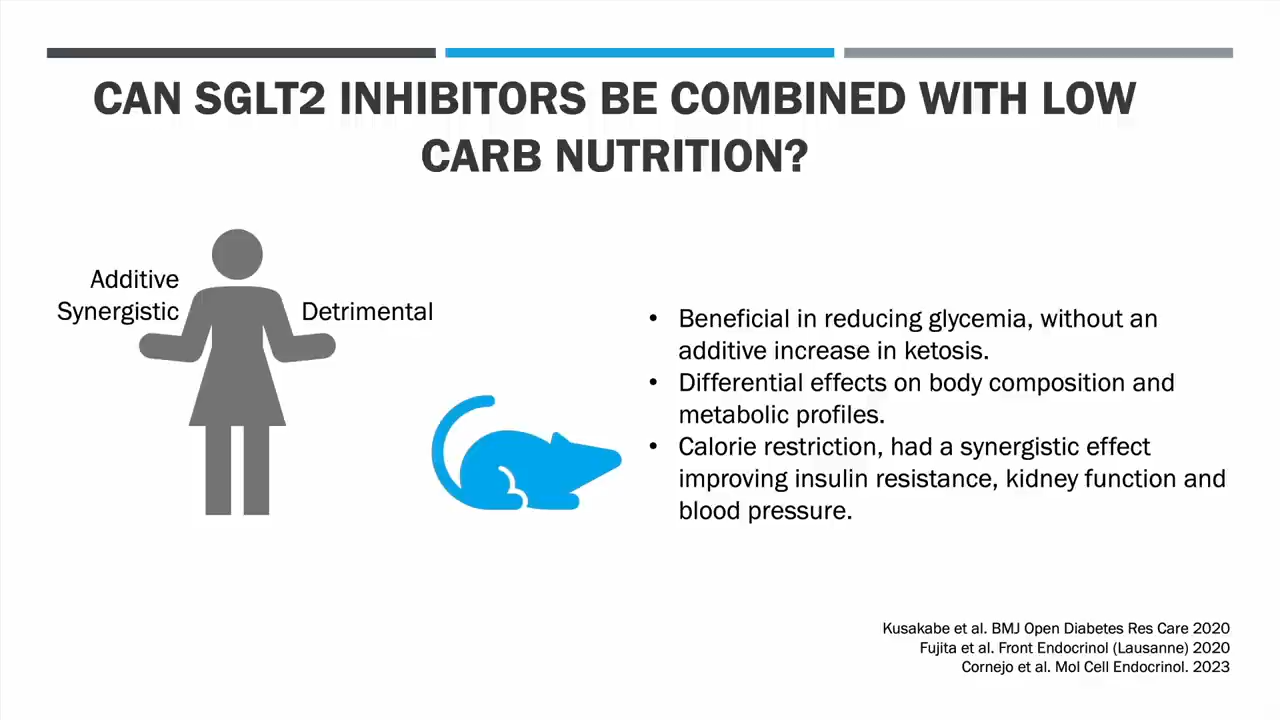 CAN SGLT2 INHIBITORS BE COMBINED WITH LOW
CARB NUTRITION?
Additive
Synergistic
Detrimental
• Beneficial in reducing glycemia, without an
additive increase in ketosis.
• Differential effects on body composition and
metabolic profiles.
• Calorie restriction, had a synergistic effect
improving insulin resistance, kidney function and
blood pressure.
Kusakabe et al. BMJ Open Diabetes Res Care 2020
Fujita et al. Front Endocrinol (Lausanne) 2020
Cornejo et al. Mol Cell Endocrinol. 2023